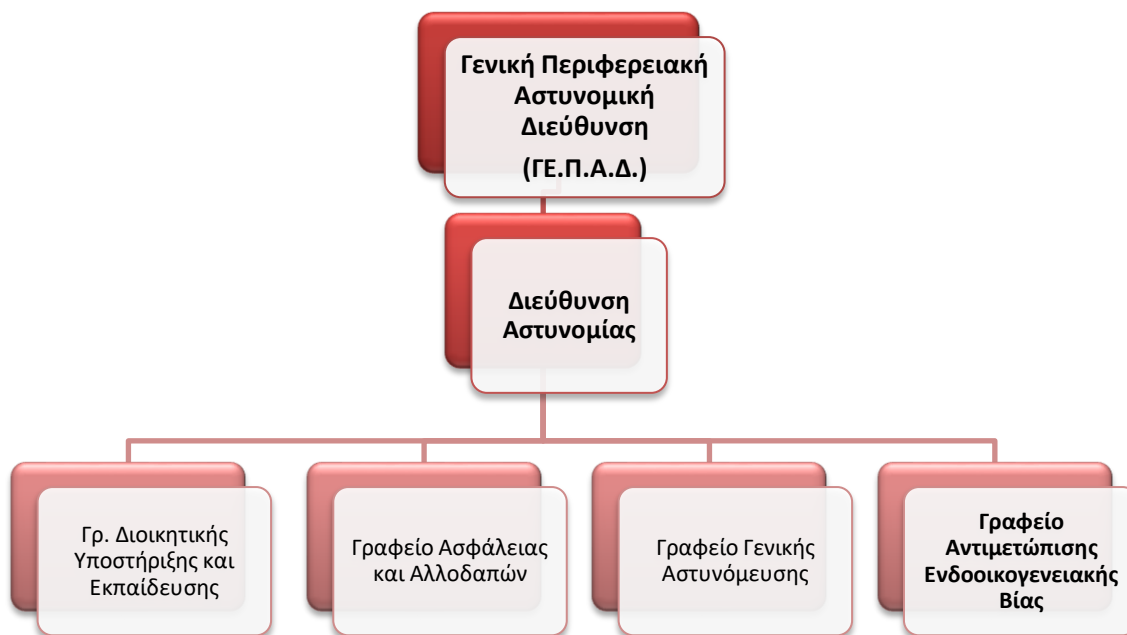 Γενική Περιφερειακή
Αστυνομική
Διεύθυνση
(ΓΕ.Π.Α.Δ.)
Διεύθυνση
Αστυνομίας
Γρ. Διοικητικής
Υποστήριξης και
Εκπαίδευσης
Γραφείο Ασφάλειας
και Αλλοδαπών
Γραφείο Γενικής
Αστυνόμευσης
Γραφείο
Αντιμετώπισης
Ενδοοικογενειακής
Βίας